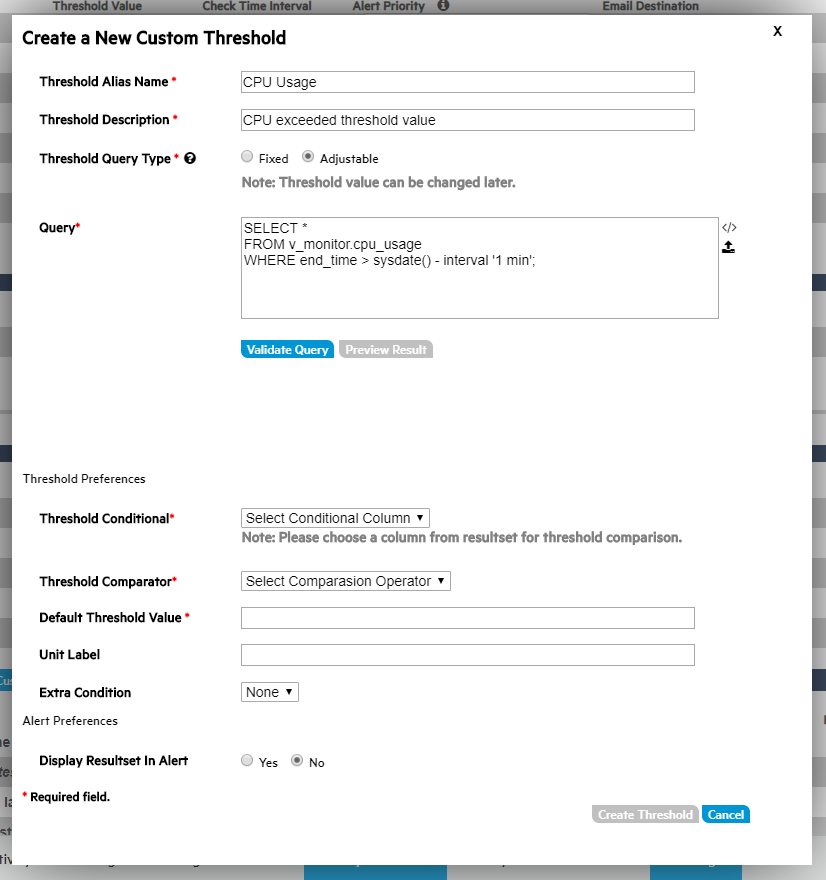 Threshold Value Check Time Interval Alert Priority Email Destination
Create a New Custom Threshold X
Threshold Alias Name * CPU Usage
Threshold Description * CPU exceeded threshold value
Threshold Query Type * Fixed Adjustable
Note: Threshold value can be changed later.
Query* SELECT *
FROM v_monitor.cpu_usage
WHERE end_time > sysdate() - interval '1 min';
Validate Query Preview Result
Threshold Preferences
Threshold Conditional* Select Conditional Column
Note: Please choose a column from resultset for threshold comparison.
Threshold Comparator* Select Comparasion Operator
Default Threshold Value *
Unit Label
Extra Condition None
Alert Preferences
Display Resultset In Alert Yes No
* Required field.
Create Threshold Cancel